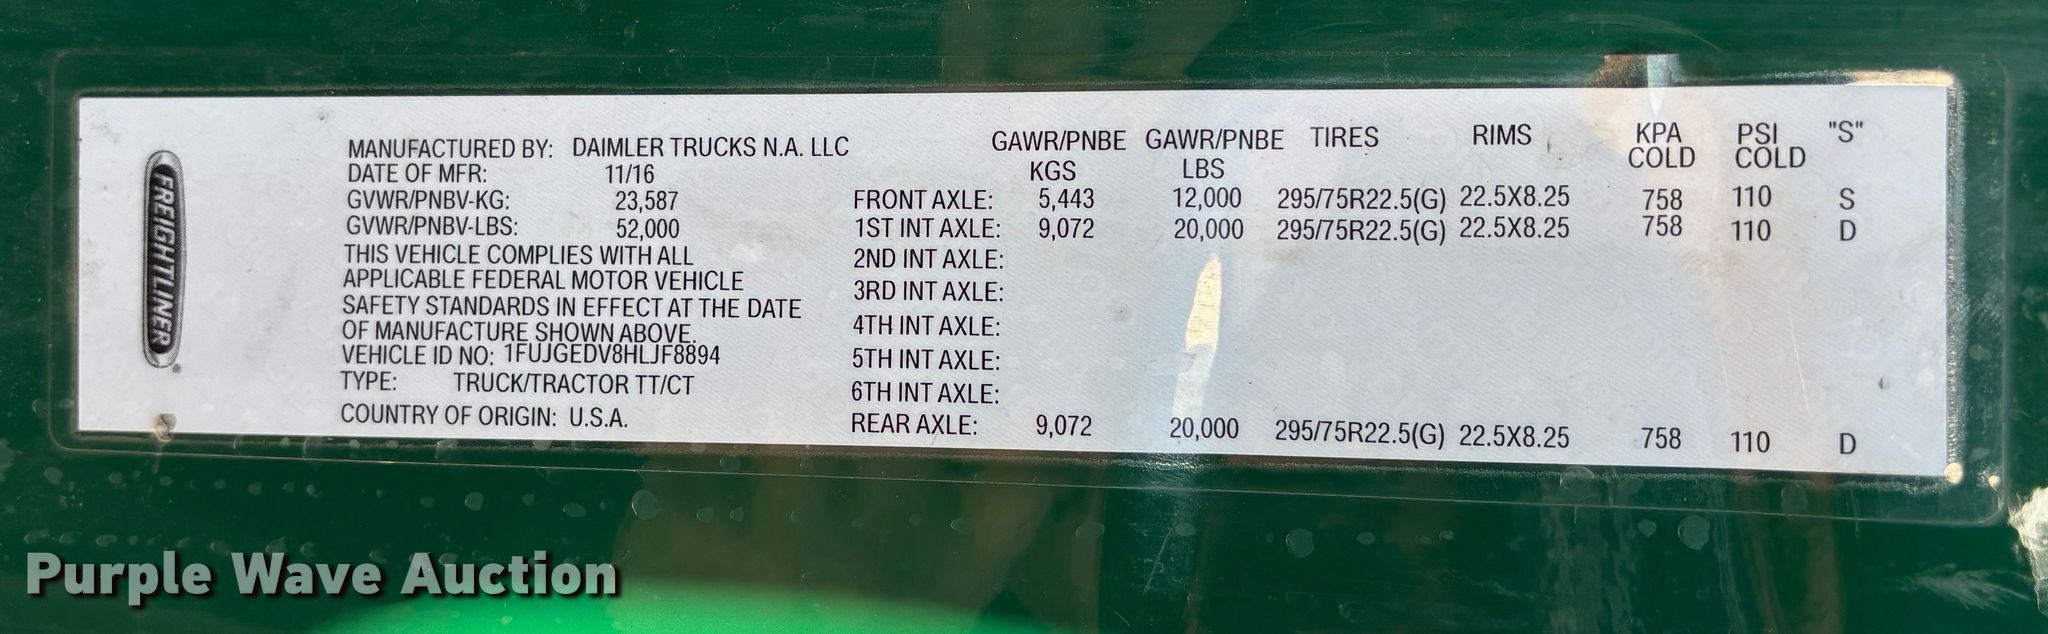 FREIGHTLINER®
MANUFACTURED BY: DAIMLER TRUCKS N.A. LLC
DATE OF MFR: 11/16
GVWR/PNBV-KG: 23,587
GVWR/PNBV-LBS: 52,000
THIS VEHICLE COMPLIES WITH ALL
APPLICABLE FEDERAL MOTOR VEHICLE
SAFETY STANDARDS IN EFFECT AT THE DATE
OF MANUFACTURE SHOWN ABOVE.
VEHICLE ID NO: 1FUJGEDV8HLJF8894
TYPE: TRUCK/TRACTOR TT/CT
COUNTRY OF ORIGIN: U.S.A.
GAWR/PNBE GAWR/PNBE TIRES RIMS KPA PSI "S"
KGS LBS COLD COLD
FRONT AXLE: 5,443 12,000 295/75R22.5(G) 22.5X8.25 758 110 S
1ST INT AXLE: 9,072 20,000 295/75R22.5(G) 22.5X8.25 758 110 D
2ND INT AXLE:
3RD INT AXLE:
4TH INT AXLE:
5TH INT AXLE:
6TH INT AXLE:
REAR AXLE: 9,072 20,000 295/75R22.5(G) 22.5X8.25 758 110 D
Purple Wave Auction